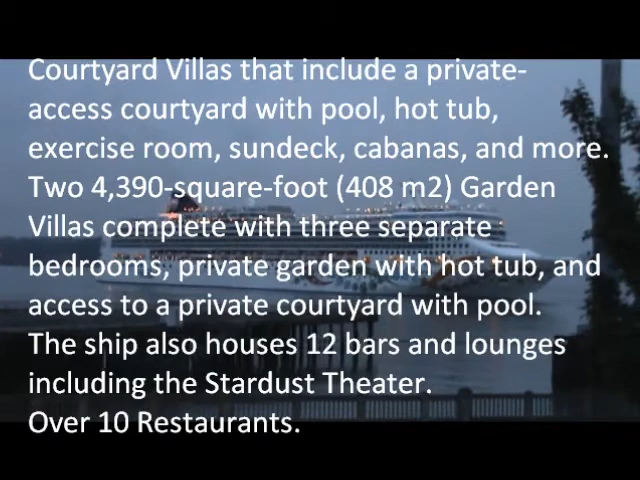 Courtyard Villas that include a private-
access courtyard with pool, hot tub,
exercise room, sundeck, cabanas, and more.
Two 4,390-square-foot (408 m2) Garden
Villas complete with three separate
bedrooms, private garden with hot tub, and
access to a private courtyard with pool.
The ship also houses 12 bars and lounges
including the Stardust Theater.
Over 10 Restaurants.